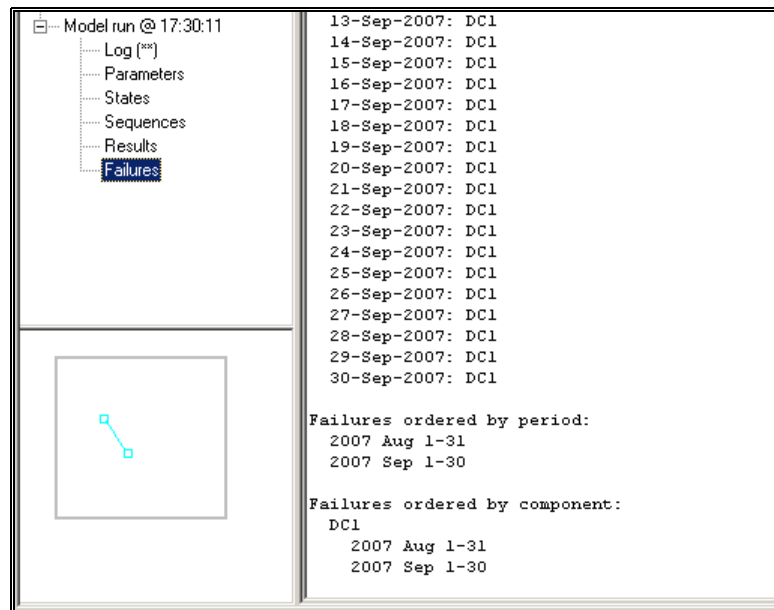 Model run @ 17:30:11
Log (**)
Parameters
States
Sequences
Results
Failures
13-Sep-2007: DC1
14-Sep-2007: DC1
15-Sep-2007: DC1
16-Sep-2007: DC1
17-Sep-2007: DC1
18-Sep-2007: DC1
19-Sep-2007: DC1
20-Sep-2007: DC1
21-Sep-2007: DC1
22-Sep-2007: DC1
23-Sep-2007: DC1
24-Sep-2007: DC1
25-Sep-2007: DC1
26-Sep-2007: DC1
27-Sep-2007: DC1
28-Sep-2007: DC1
29-Sep-2007: DC1
30-Sep-2007: DC1
Failures ordered by period:
2007 Aug 1-31
2007 Sep 1-30
Failures ordered by component:
DC1
2007 Aug 1-31
2007 Sep 1-30